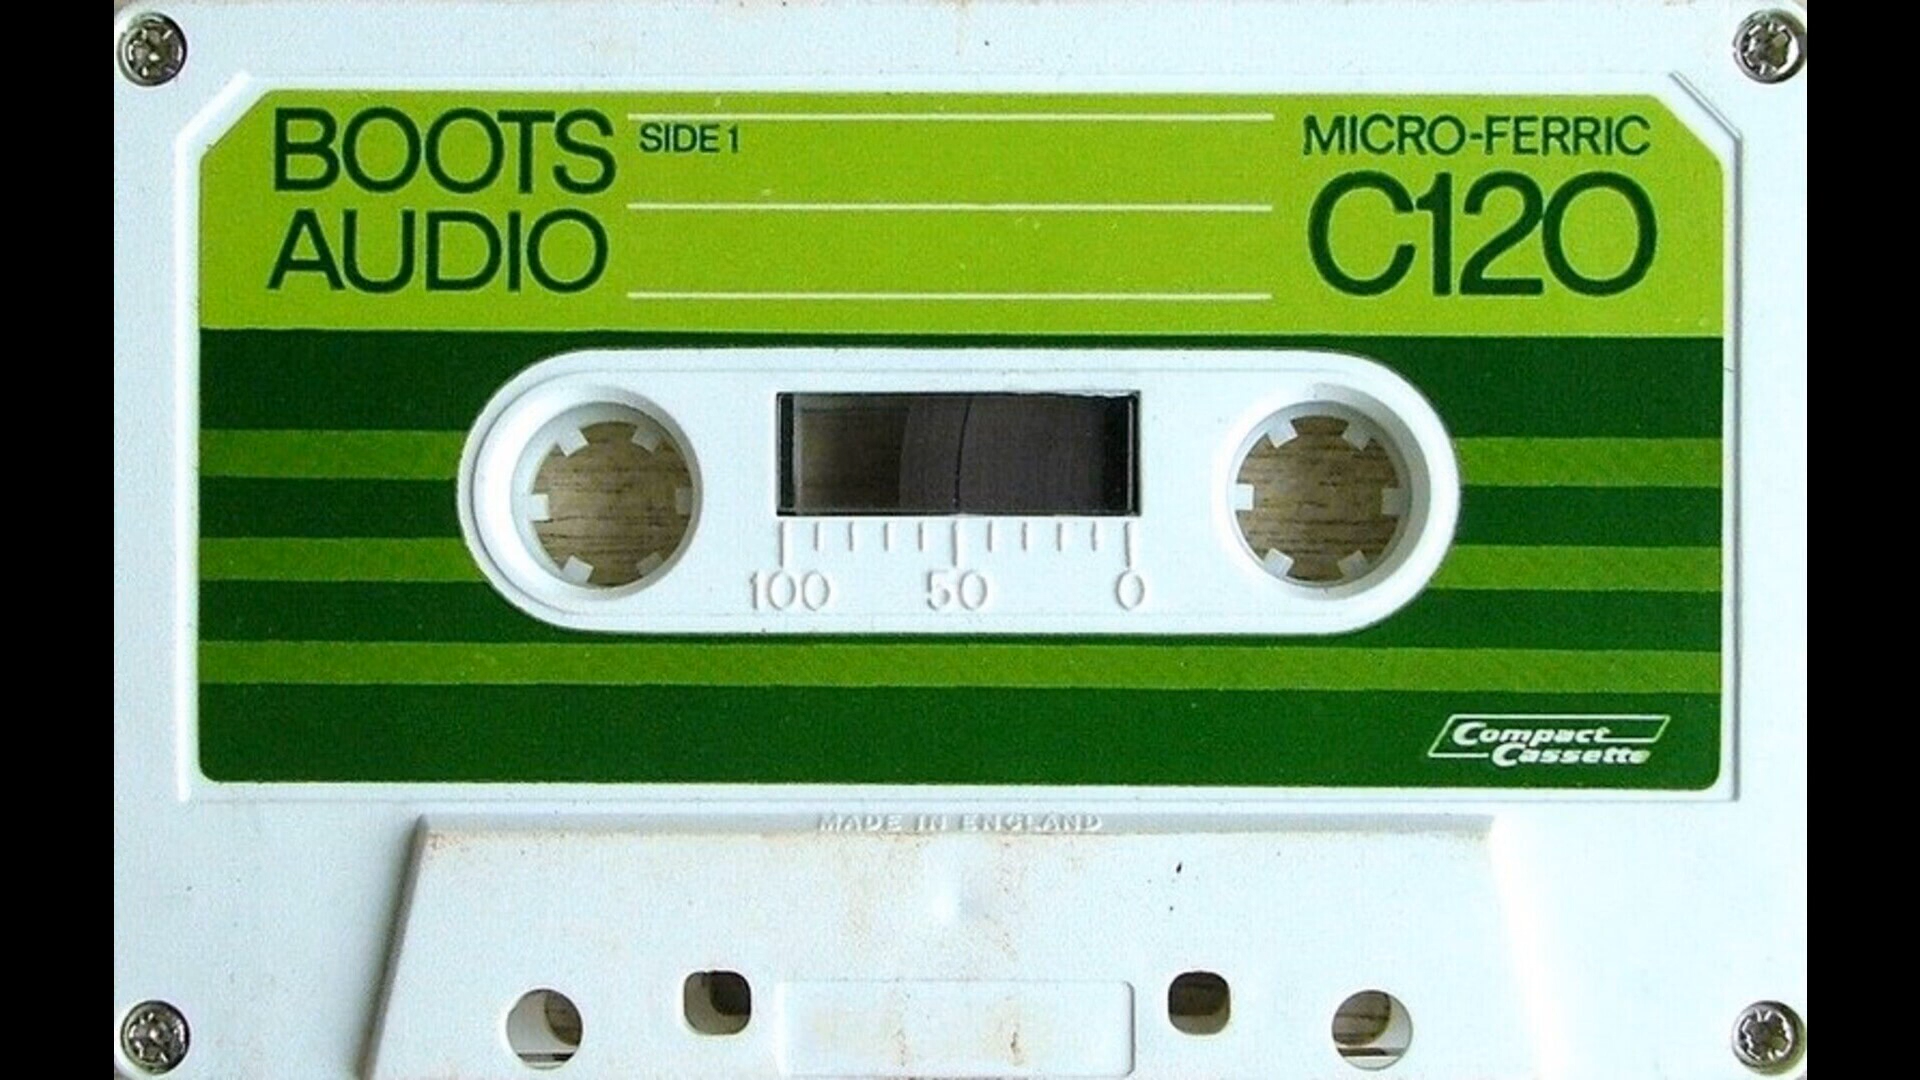 BOOTS
AUDIO
SIDE 1
MICRO-FERRIC
C120
100 50 0
Compact
Cassette
MADE IN ENGLAND